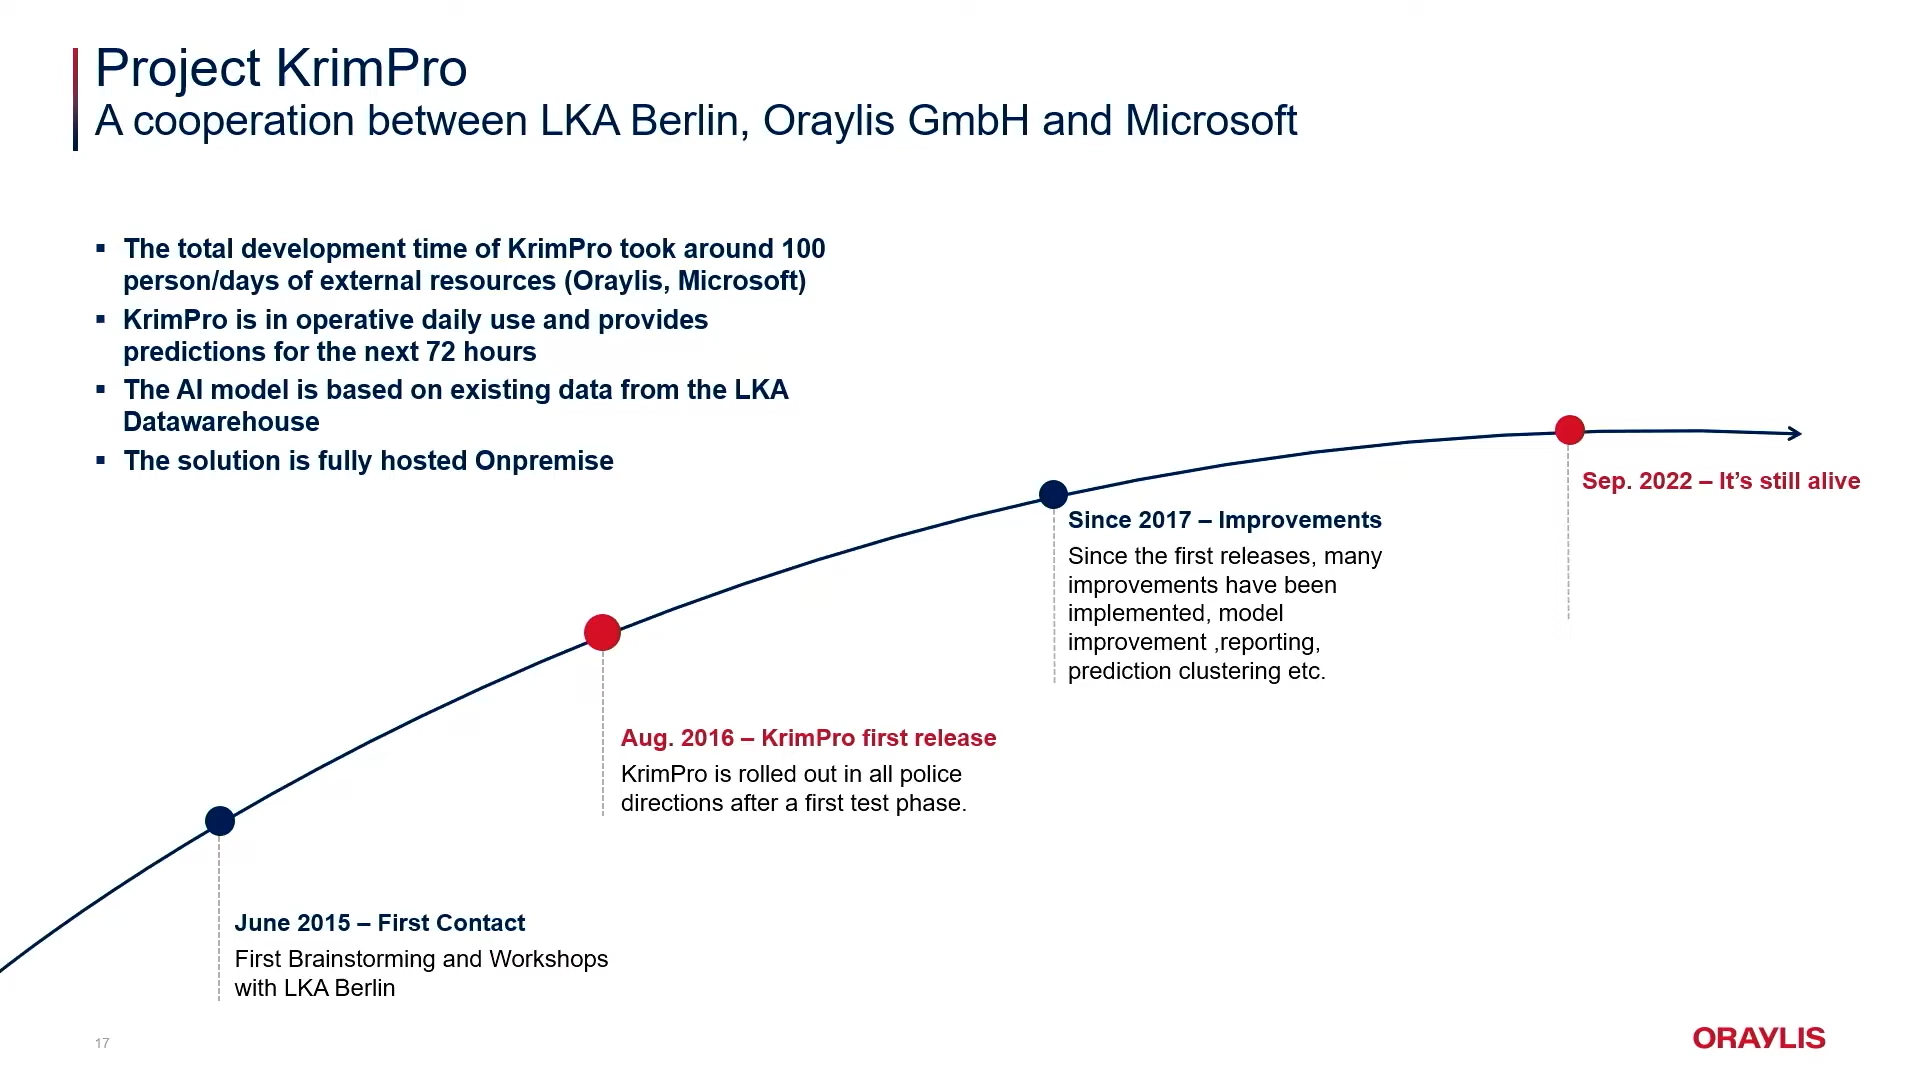 Project KrimPro
A cooperation between LKA Berlin, Oraylis GmbH and Microsoft
▪ The total development time of KrimPro took around 100
person/days of external resources (Oraylis, Microsoft)
▪ KrimPro is in operative daily use and provides
predictions for the next 72 hours
▪ The AI model is based on existing data from the LKA
Datawarehouse
▪ The solution is fully hosted Onpremise
Sep. 2022 – It’s still alive
Since 2017 – Improvements
Since the first releases, many
improvements have been
implemented, model
improvement ,reporting,
prediction clustering etc.
Aug. 2016 – KrimPro first release
KrimPro is rolled out in all police
directions after a first test phase.
June 2015 – First Contact
First Brainstorming and Workshops
with LKA Berlin
17
ORAYLIS